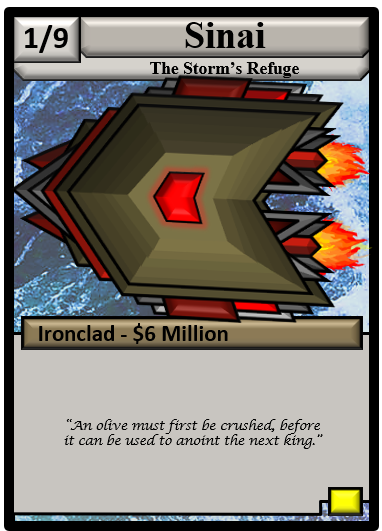 1/9
Sinai
The Storm's Refuge
Ironclad - $6 Million
“An olive must first be crushed, before
it can be used to anoint the next king.”